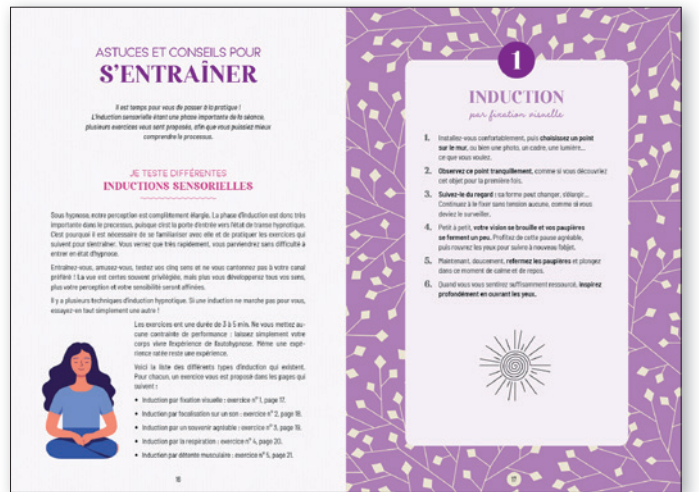 ASTUCES ET CONSEILS POUR
S'ENTRAÎNER
Il est temps pour vous de passer à la pratique !
L'induction sensorielle étant une phase importante de la séance,
plusieurs exercices vous sont proposés, afin que vous puissiez mieux
comprendre le processus.
JE TESTE DIFFÉRENTES
INDUCTIONS SENSORIELLES
Sous hypnose, notre perception est complètement élargie. La phase d'induction est donc très
importante dans le processus, puisque c'est la porte d'entrée vers l'état de transe hypnotique.
C'est pourquoi il est nécessaire de se familiariser avec elle et de pratiquer les exercices qui
suivent pour s'entraîner. Vous verrez que très rapidement, vous parviendrez sans difficulté à
entrer en état d'hypnose.
Entraînez-vous, amusez-vous, testez vos cinq sens et ne vous cantonnez pas à votre canal
préféré ! La vue est certes souvent privilégiée, mais plus vous développerez tous vos sens,
plus votre perception et votre sensibilité seront affinées.
Il y a plusieurs techniques d'induction hypnotique. Si une induction ne marche pas pour vous,
essayez-en tout simplement une autre !
Les exercices ont une durée de 3 à 5 min. Ne vous mettez au-
cune contrainte de performance : laissez simplement votre
corps vivre l'expérience de l'autohypnose. Même une expé-
rience ratée reste une expérience.
Voici la liste des différents types d'induction qui existent.
Pour chacun, un exercice vous est proposé dans les pages qui
suivent :
• Induction par fixation visuelle : exercice n° 1, page 17.
• Induction par focalisation sur un son : exercice n° 2, page 18.
• Induction par un souvenir agréable : exercice n° 3, page 19.
• Induction par la respiration : exercice n° 4, page 20.
• Induction par détente musculaire : exercice n° 5, page 21.
16
1
INDUCTION
par fixation visuelle
1. Installez-vous confortablement, puis choisissez un point
sur le mur, ou bien une photo, un cadre, une lumière…
ce que vous voulez.
2. Observez ce point tranquillement, comme si vous découvriez
cet objet pour la première fois.
3. Suivez-le du regard : sa forme peut changer, s'élargir…
Continuez à le fixer sans tension aucune, comme si vous
deviez le surveiller.
4. Petit à petit, votre vision se brouille et vos paupières
se ferment un peu. Profitez de cette pause agréable,
puis rouvrez les yeux pour suivre à nouveau l'objet.
5. Maintenant, doucement, refermez les paupières et plongez
dans ce moment de calme et de repos.
6. Quand vous vous sentirez suffisamment ressourcé, inspirez
profondément en ouvrant les yeux.
17